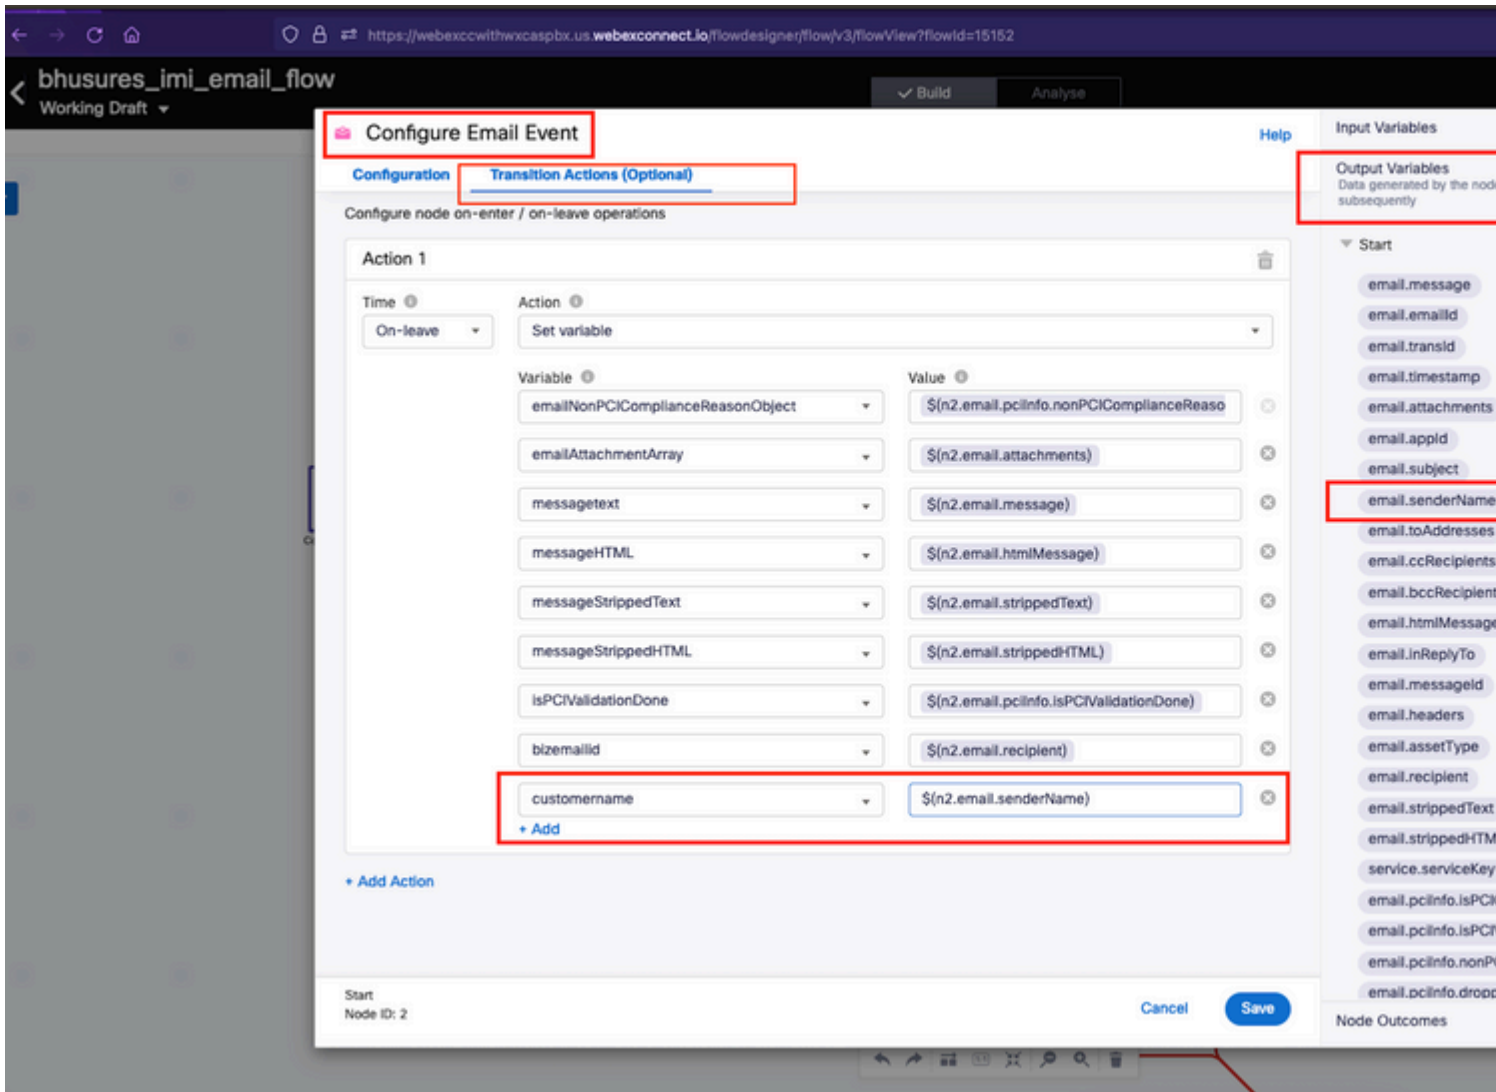 https://webexccwithwxcaspbx.us.webexconnect.io/flowdesigner/flow/v3/flowView?flowId=15152
bhusures_imi_email_flow
Working Draft
Build
Analyse
Configure Email Event
Help
Configuration
Transition Actions (Optional)
Configure node on-enter / on-leave operations
Action 1
Time
Action
On-leave
Set variable
Variable
Value
emailNonPCIComplianceReasonObject
$(n2.email.pciInfo.nonPCIComplianceReaso
emailAttachmentArray
$(n2.email.attachments)
messagetext
$(n2.email.message)
messageHTML
$(n2.email.htmlMessage)
messageStrippedText
$(n2.email.strippedText)
messageStrippedHTML
$(n2.email.strippedHTML)
isPCIValidationDone
$(n2.email.pciInfo.isPCIValidationDone)
bizemailid
$(n2.email.recipient)
customername
$(n2.email.senderName)
+ Add
+ Add Action
Start
Node ID: 2
Cancel
Save
Input Variables
Output Variables
Data generated by the node
subsequently
Start
email.message
email.emailId
email.transId
email.timestamp
email.attachments
email.appId
email.subject
email.senderName
email.toAddresses
email.ccRecipients
email.bccRecipient
email.htmlMessage
email.inReplyTo
email.messageId
email.headers
email.assetType
email.recipient
email.strippedText
email.strippedHTM
service.serviceKey
email.pciInfo.isPCI
email.pciInfo.isPCI
email.pciInfo.nonP
email.pciInfo.dropp
Node Outcomes